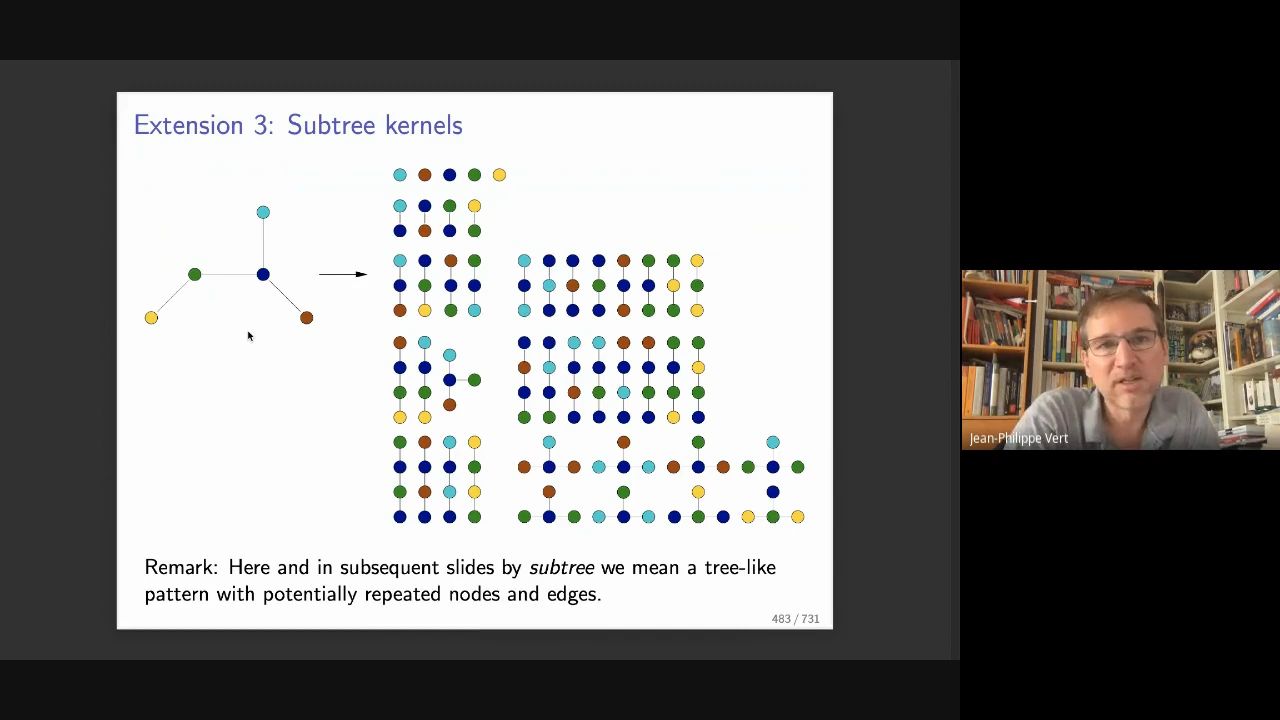 Extension 3: Subtree kernels
Remark: Here and in subsequent slides by subtree we mean a tree-like
pattern with potentially repeated nodes and edges.
483 / 731
Jean-Philippe Vert